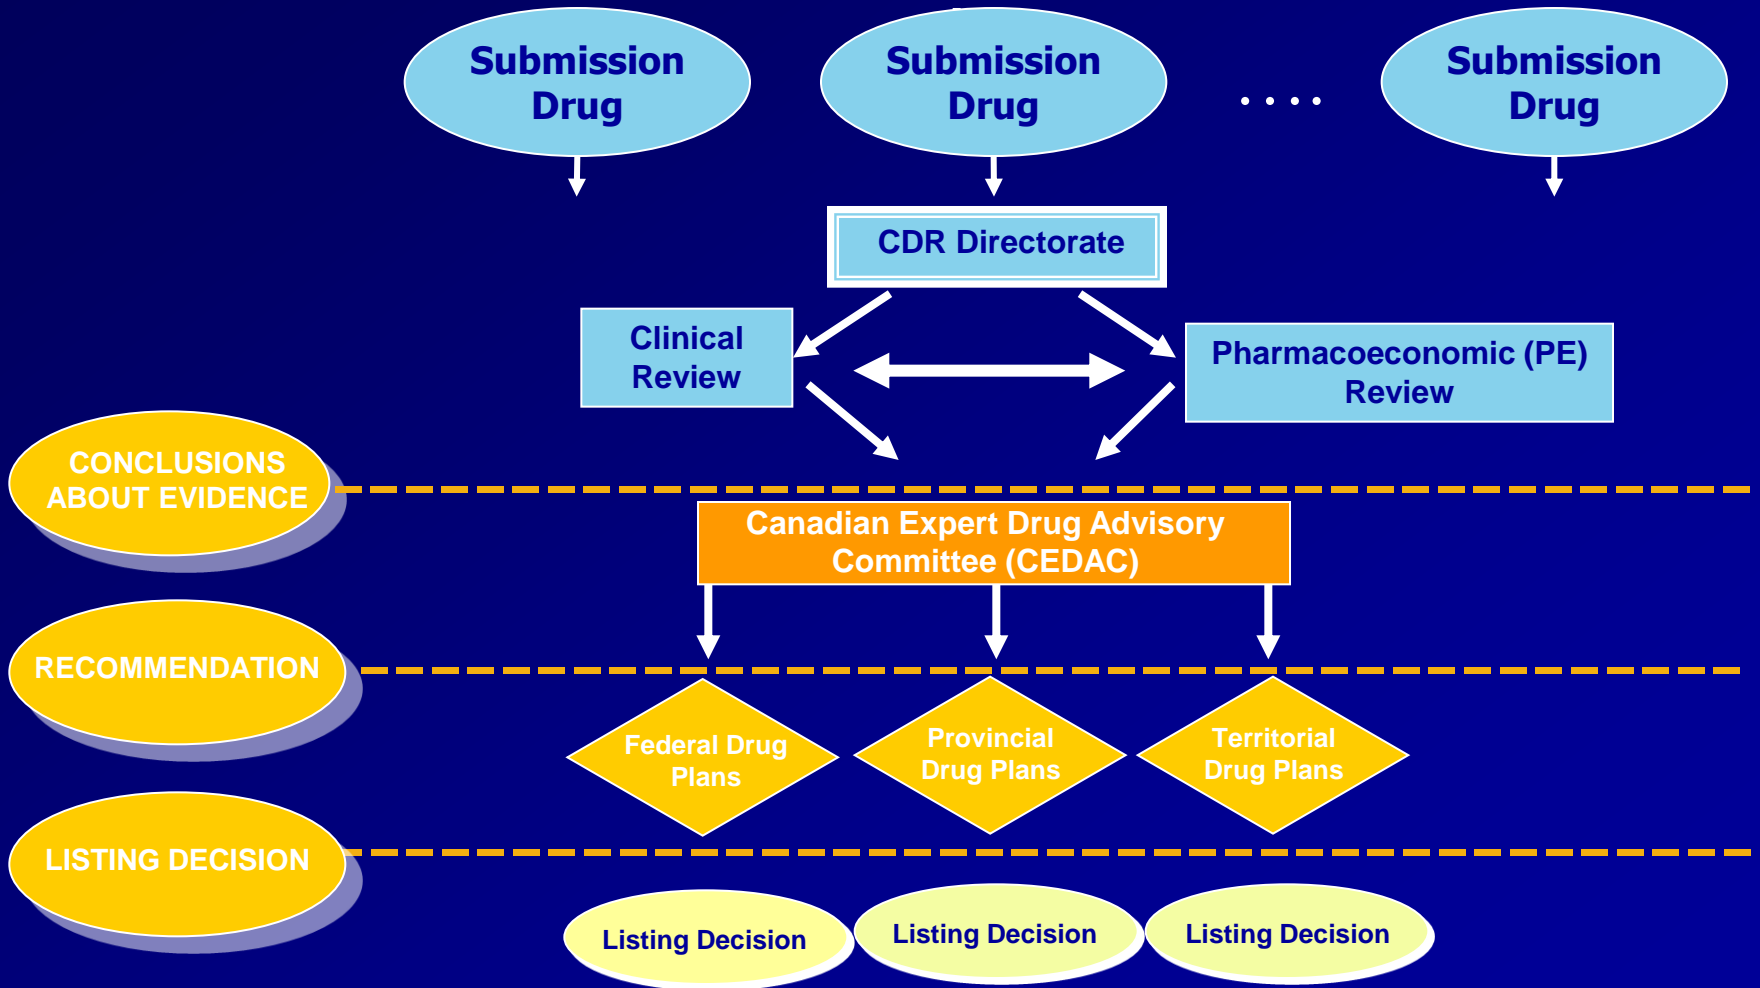 Submission
Drug
Submission
Drug
....
Submission
Drug
CDR Directorate
Clinical
Review
Pharmacoeconomic (PE)
Review
CONCLUSIONS
ABOUT EVIDENCE
Canadian Expert Drug Advisory
Committee (CEDAC)
RECOMMENDATION
Federal Drug
Plans
Provincial
Drug Plans
Territorial
Drug Plans
LISTING DECISION
Listing Decision
Listing Decision
Listing Decision